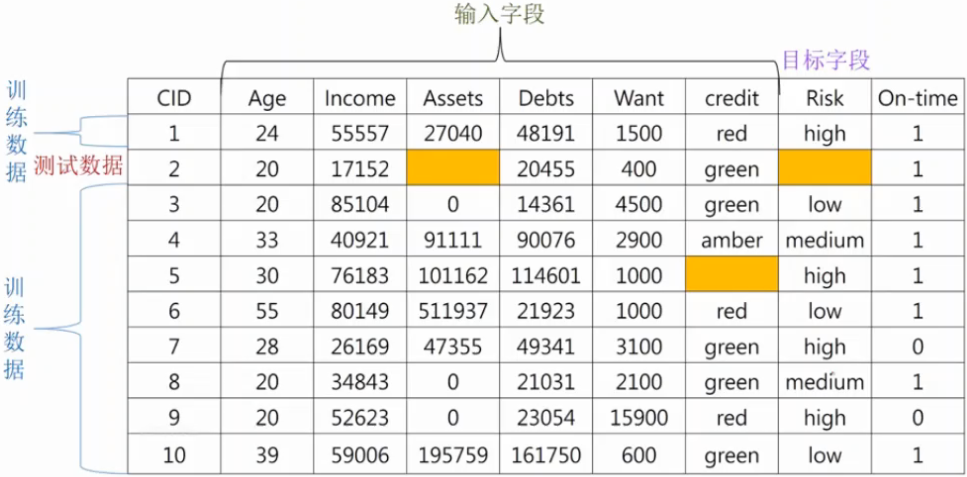 输入字段
目标字段
训练数据
测试数据
训练数据
CID Age Income Assets Debts Want credit Risk On-time
1 24 55557 27040 48191 1500 red high 1
2 20 17152 20455 400 green 1
3 20 85104 0 14361 4500 green low 1
4 33 40921 91111 90076 2900 amber medium 1
5 30 76183 101162 114601 1000 high 1
6 55 80149 511937 21923 1000 red low 1
7 28 26169 47355 49341 3100 green high 0
8 20 34843 0 21031 2100 green medium 1
9 20 52623 0 23054 15900 red high 0
10 39 59006 195759 161750 600 green low 1